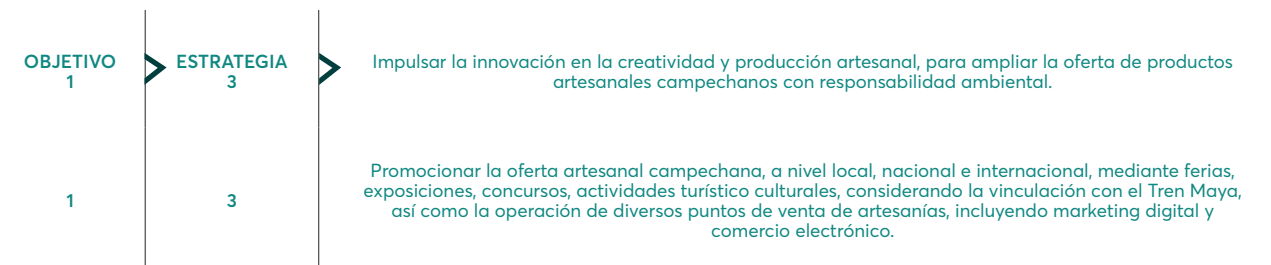 OBJETIVO
1
ESTRATEGIA
3
Impulsar la innovación en la creatividad y producción artesanal, para ampliar la oferta de productos
artesanales campechanos con responsabilidad ambiental.
1
3
Promocionar la oferta artesanal campechana, a nivel local, nacional e internacional, mediante ferias,
exposiciones, concursos, actividades turístico culturales, considerando la vinculación con el Tren Maya,
así como la operación de diversos puntos de venta de artesanías, incluyendo marketing digital y
comercio electrónico.